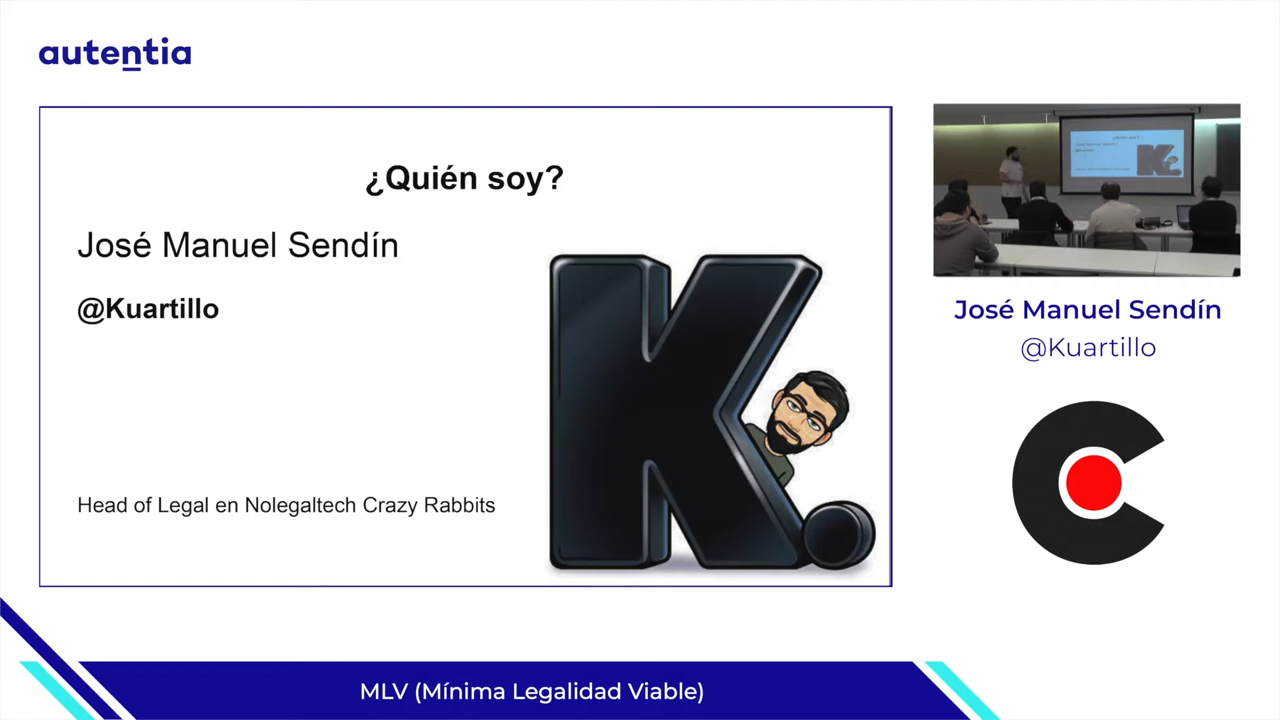 autentia
¿Quién soy?
José Manuel Sendín
@Kuartillo
Head of Legal en Nolegaltech Crazy Rabbits
K.
José Manuel Sendín
@Kuartillo
MLV (Mínima Legalidad Viable)